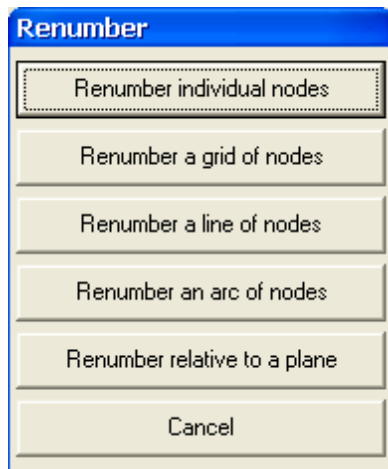 Renumber
Renumber individual nodes
Renumber a grid of nodes
Renumber a line of nodes
Renumber an arc of nodes
Renumber relative to a plane
Cancel